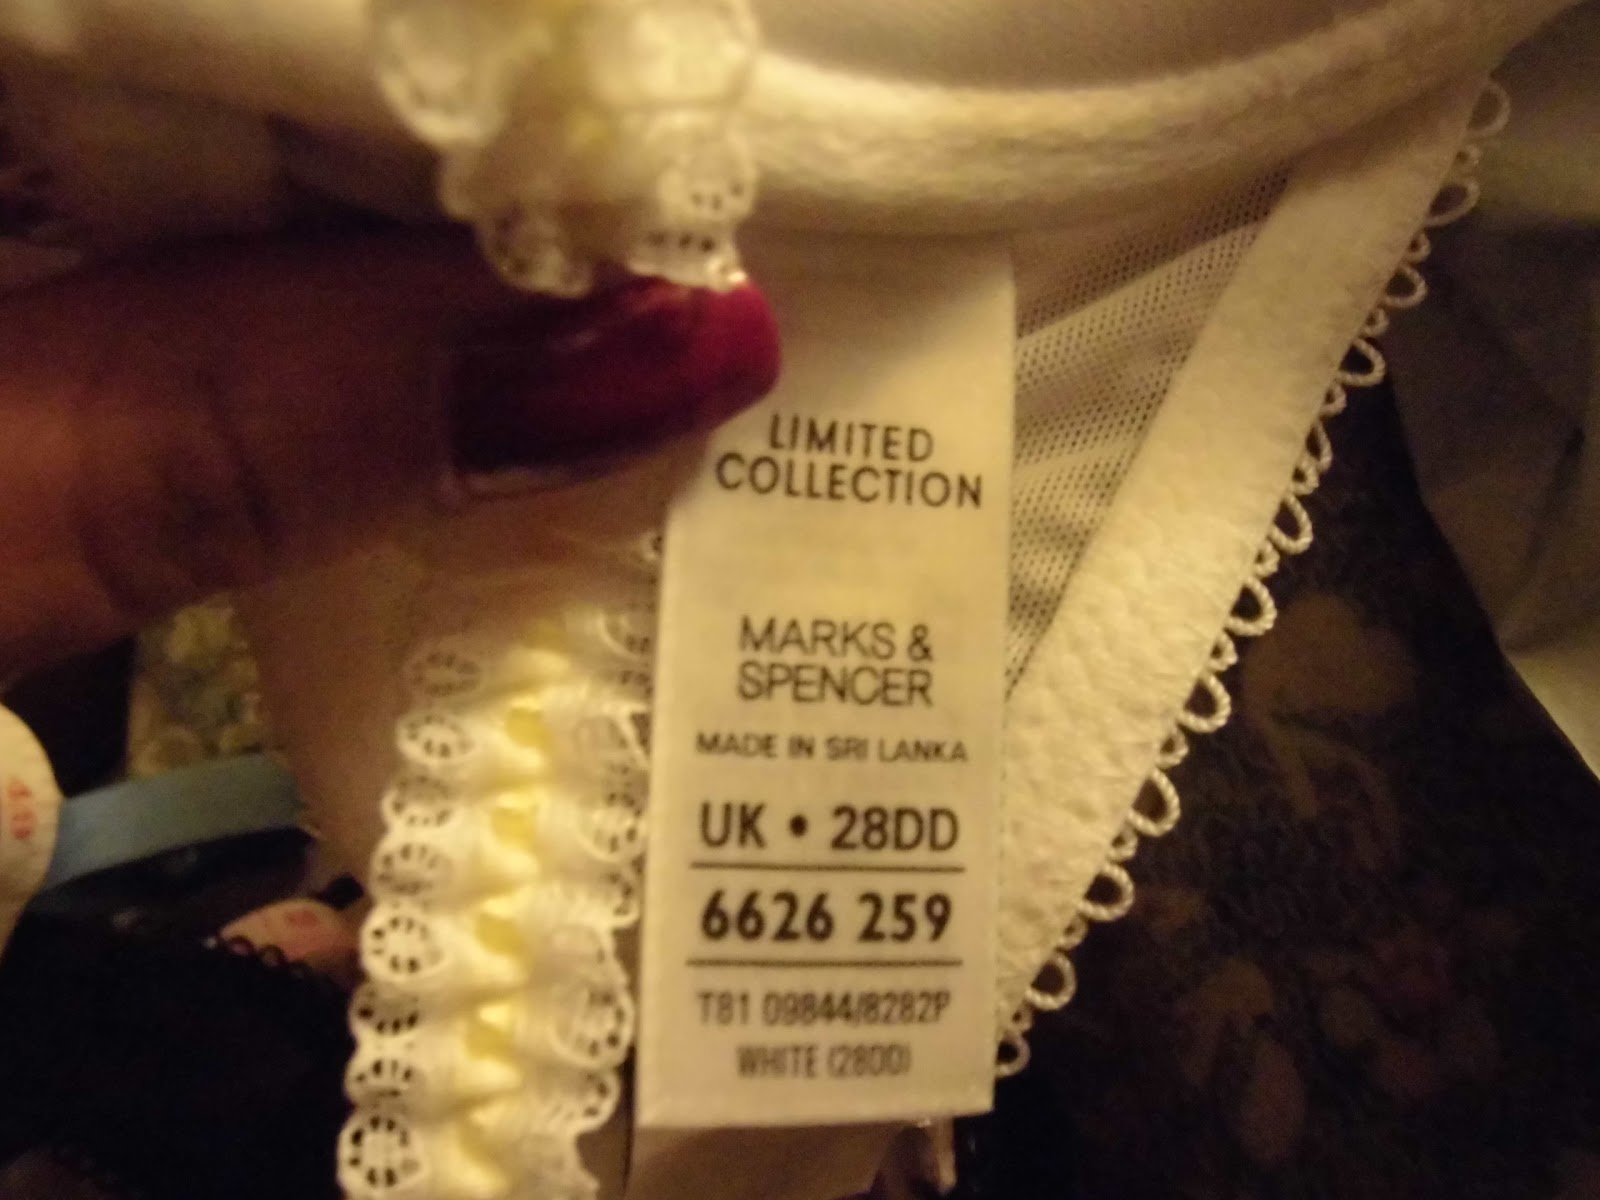 LIMITED
COLLECTION
MARKS &
SPENCER
MADE IN SRI LANKA
UK • 28DD
6626 259
T81 09844/8282P
WHITE (28DD)